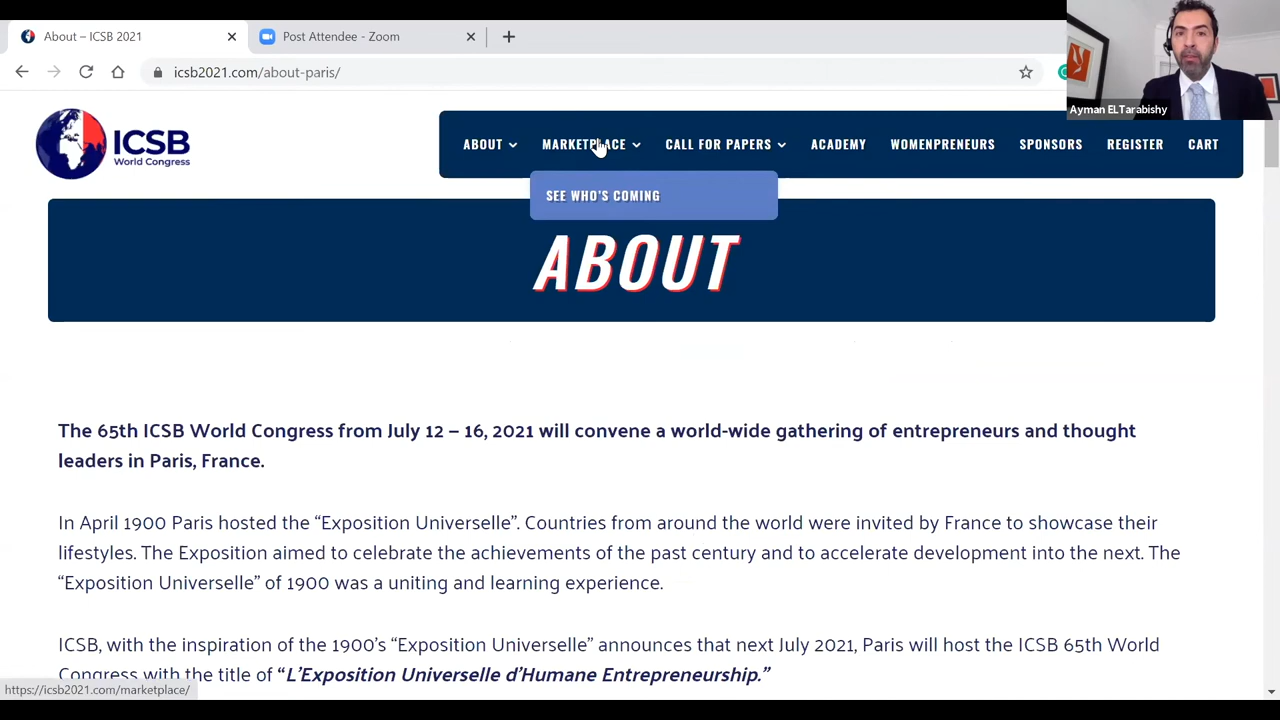 About – ICSB 2021
Post Attendee - Zoom
icsb2021.com/about-paris/
Ayman ELTarabishy
ICSB
World Congress
ABOUT MARKETPLACE CALL FOR PAPERS ACADEMY WOMENPRENEURS SPONSORS REGISTER CART
SEE WHO'S COMING
ABOUT
The 65th ICSB World Congress from July 12 – 16, 2021 will convene a world-wide gathering of entrepreneurs and thought
leaders in Paris, France.
In April 1900 Paris hosted the “Exposition Universelle”. Countries from around the world were invited by France to showcase their
lifestyles. The Exposition aimed to celebrate the achievements of the past century and to accelerate development into the next. The
“Exposition Universelle” of 1900 was a uniting and learning experience.
ICSB, with the inspiration of the 1900’s “Exposition Universelle” announces that next July 2021, Paris will host the ICSB 65th World
Congress with the title of “L’Exposition Universelle d’Humane Entrepreneurship.”
https://icsb2021.com/marketplace/